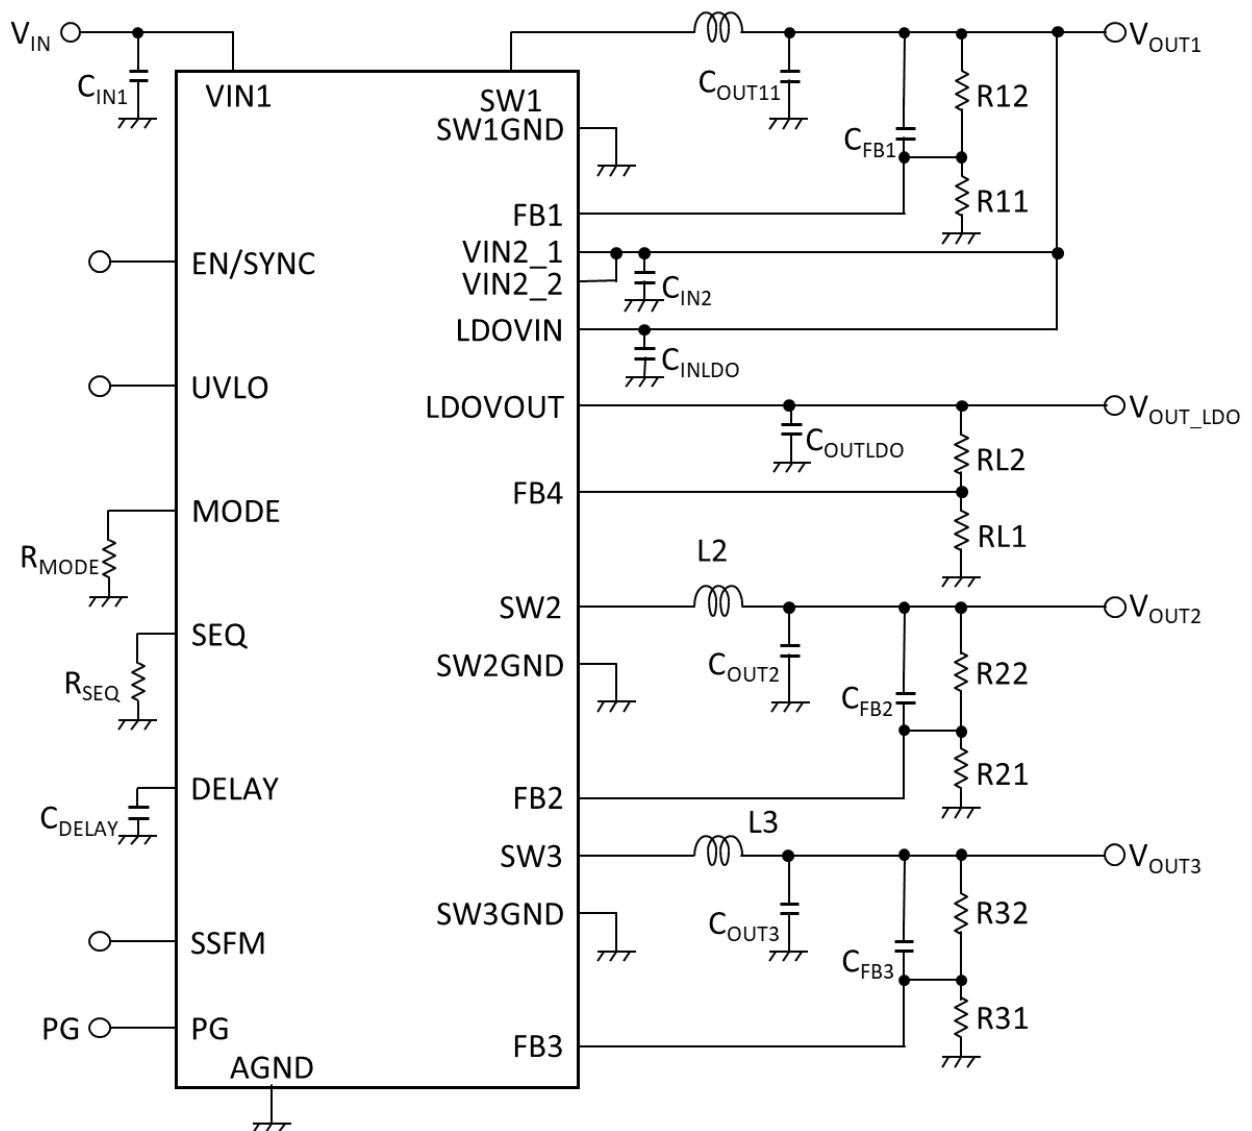 VIN
VOUT1
CIN1
VIN1
SW1
COUT11
R12
SW1GND
CFB1
FB1
R11
EN/SYNC
VIN2_1
VIN2_2
CIN2
LDOVIN
CINLDO
UVLO
LDOVOUT
VOUT_LDO
COUTLDO
RL2
FB4
MODE
RL1
RMODE
L2
SW2
VOUT2
SEQ
SW2GND
COUT2
R22
RSEQ
CFB2
R21
DELAY
FB2
CDELAY
L3
SW3
VOUT3
SW3GND
COUT3
R32
SSFM
CFB3
R31
PG
PG
FB3
AGND